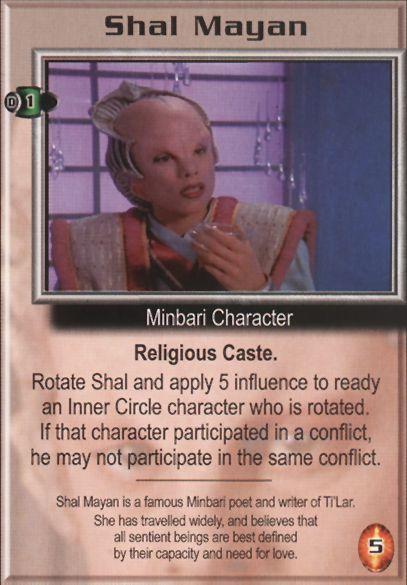 Shal Mayan
D 1
Minbari Character
Religious Caste.
Rotate Shal and apply 5 influence to ready
an Inner Circle character who is rotated.
If that character participated in a conflict,
he may not participate in the same conflict.
Shal Mayan is a famous Minbari poet and writer of Ti'Lar.
She has travelled widely, and believes that
all sentient beings are best defined
by their capacity and need for love.
5